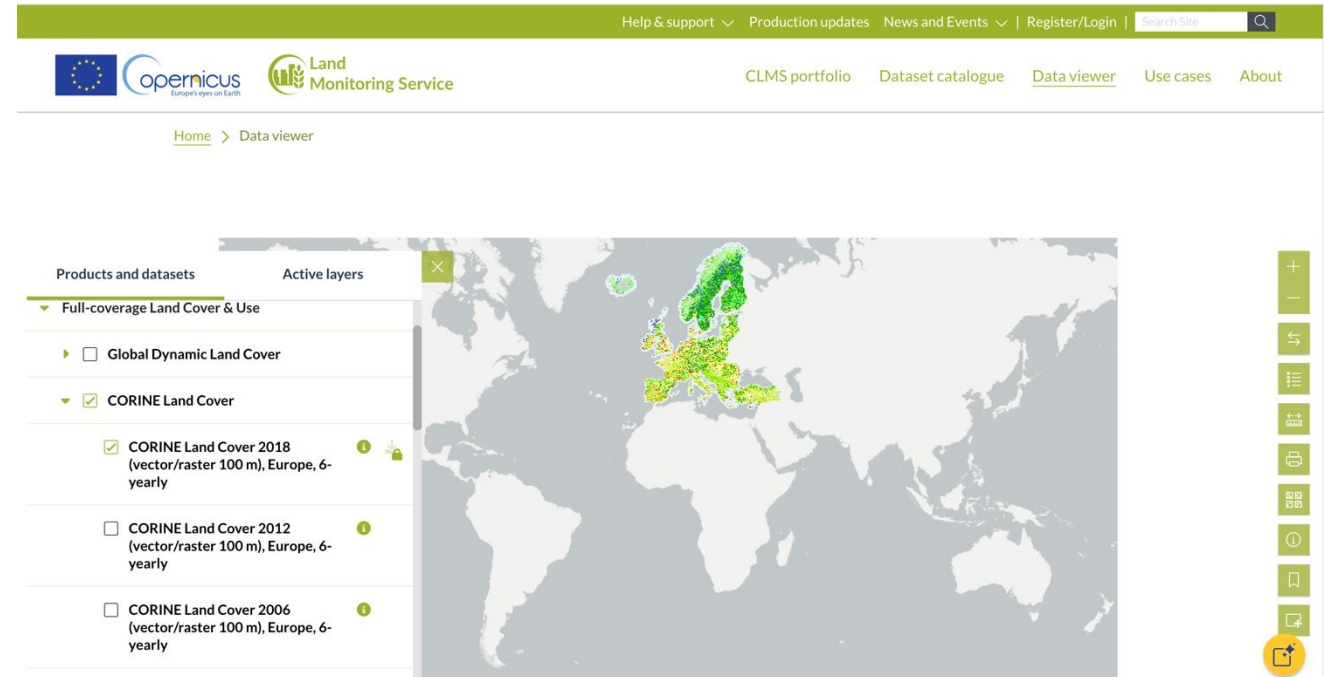 Help & support Production updates News and Events | Register/Login | Search Site
Copernicus
Europe's eyes on Earth
Land
Monitoring Service
CLMS portfolio Dataset catalogue Data viewer Use cases About
Home > Data viewer
Products and datasets Active layers
Full-coverage Land Cover & Use
Global Dynamic Land Cover
CORINE Land Cover
CORINE Land Cover 2018
(vector/raster 100 m), Europe, 6-
yearly
CORINE Land Cover 2012
(vector/raster 100 m), Europe, 6-
yearly
CORINE Land Cover 2006
(vector/raster 100 m), Europe, 6-
yearly